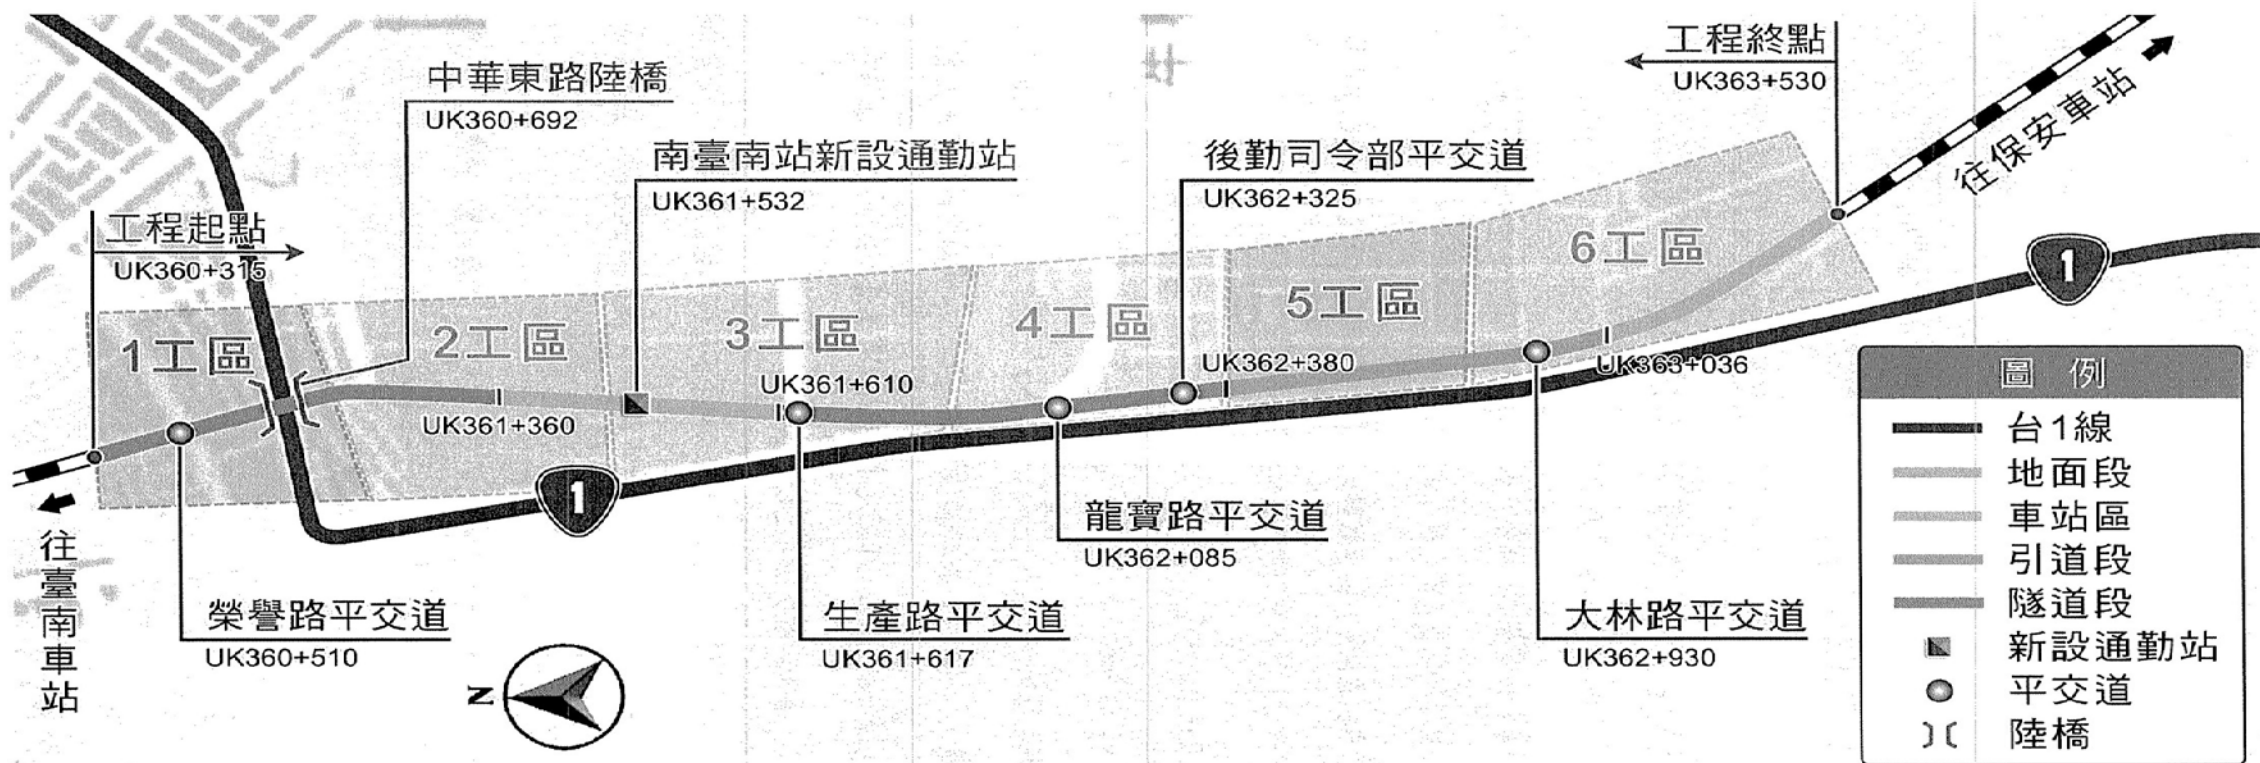 中華東路陸橋
UK360+692
南臺南站新設通勤站
UK361+532
後勤司令部平交道
UK362+325
工程終點
UK363+530
往保安車站
工程起點
UK360+315
1工區
2工區
3工區
4工區
5工區
6工區
1
UK361+360
UK361+610
UK362+380
UK363+036
1
往臺南車站
榮譽路平交道
UK360+510
生產路平交道
UK361+617
龍寶路平交道
UK362+085
大林路平交道
UK362+930
N
圖例
台1線
地面段
車站區
引道段
隧道段
新設通勤站
平交道
陸橋